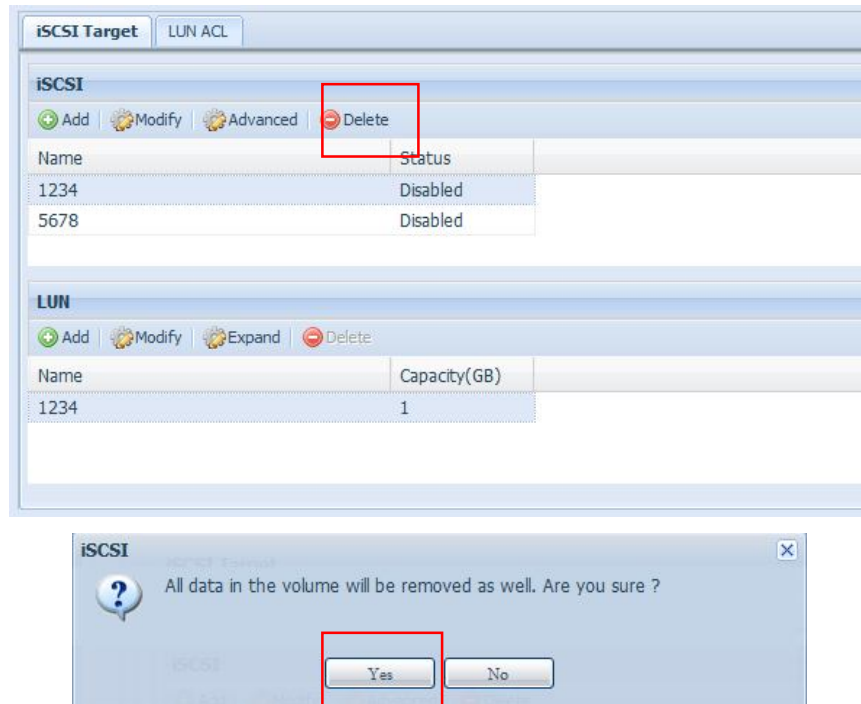 iSCSI Target LUN ACL
iSCSI
Add Modify Advanced Delete
Name Status
1234 Disabled
5678 Disabled
LUN
Add Modify Expand Delete
Name Capacity(GB)
1234 1
iSCSI
All data in the volume will be removed as well. Are you sure ?
Yes No